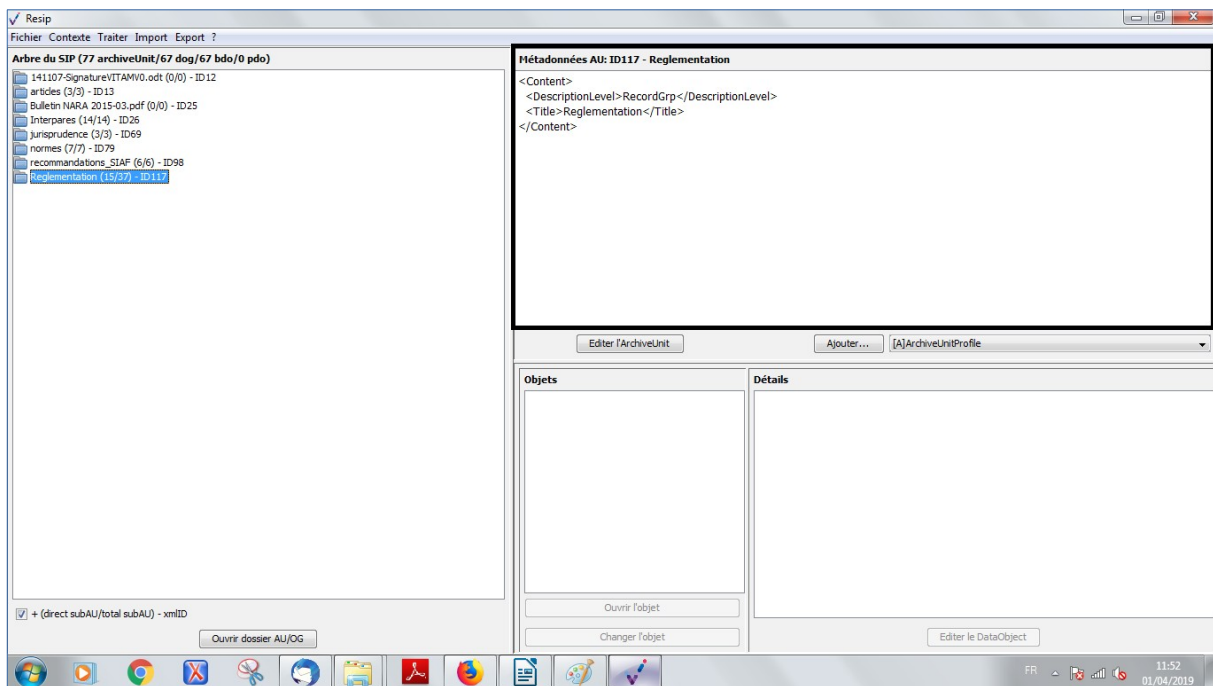 Resip
Fichier Contexte Traiter Import Export ?
Arbre du SIP (77 archiveUnit/67 dog/67 bdo/0 pdo)
141107-SignatureVITAMV0.odt (0/0) - ID12
articles (3/3) - ID13
Bulletin NARA 2015-03.pdf (0/0) - ID25
Interpares (14/14) - ID26
jurisprudence (3/3) - ID69
normes (7/7) - ID79
recommandations_SIAF (6/6) - ID98
Reglementation (15/37) - ID117
+ (direct subAU/total subAU) - xmlID
Ouvrir dossier AU/OG
Métadonnées AU: ID117 - Reglementation
<Content>
<DescriptionLevel>RecordGrp</DescriptionLevel>
<Title>Reglementation</Title>
</Content>
Editer l'ArchiveUnit
Ajouter...
[A]ArchiveUnitProfile
Objets
Détails
Ouvrir l'objet
Changer l'objet
Editer le DataObject
FR
11:52
01/04/2019